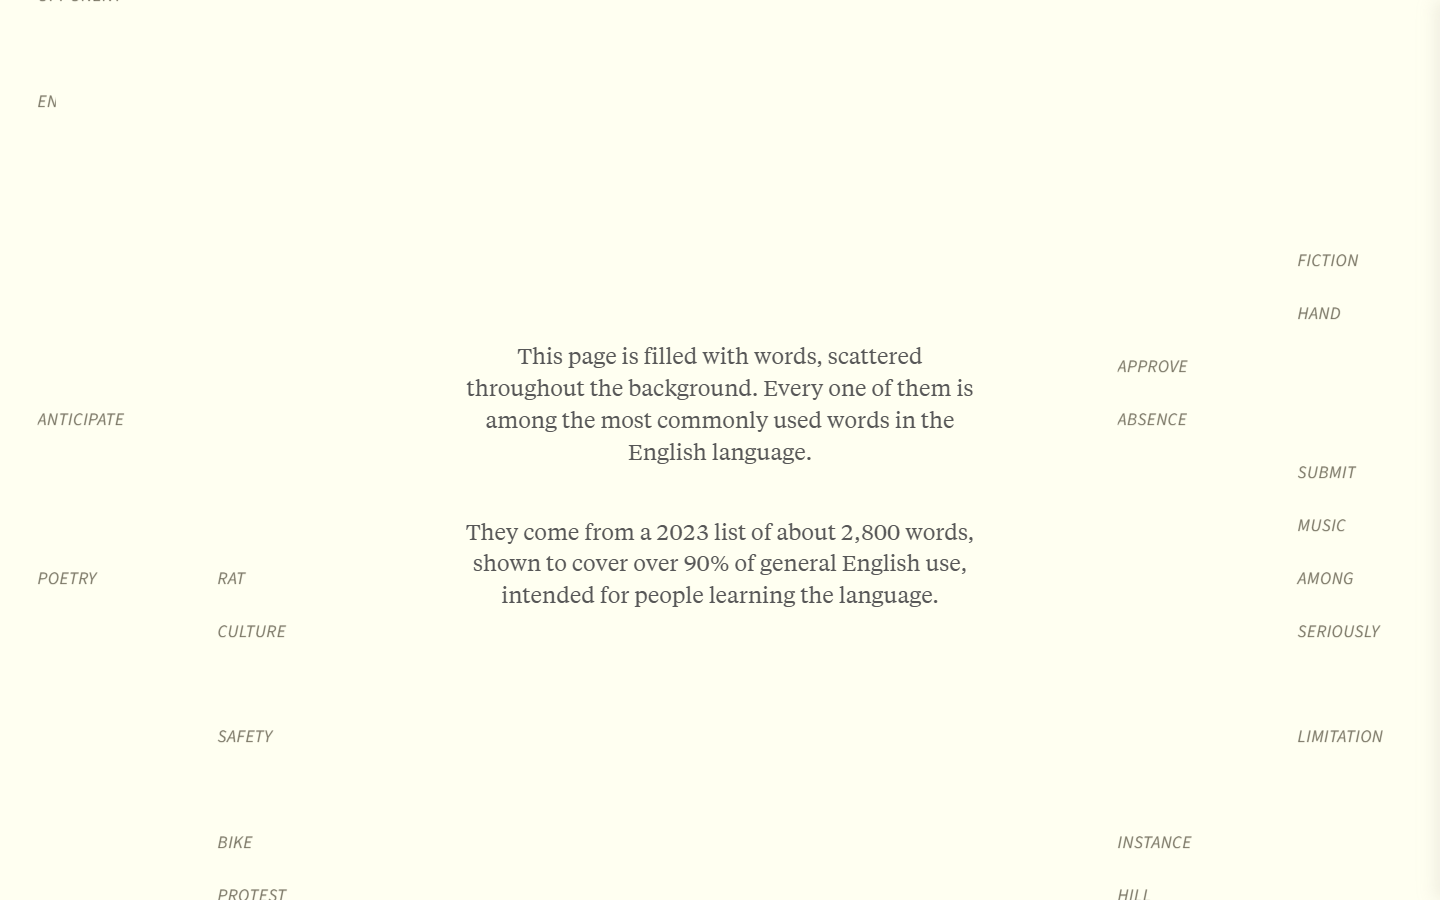 EN
FICTION
HAND
This page is filled with words, scattered
throughout the background. Every one of them is
among the most commonly used words in the
English language.
APPROVE
ANTICIPATE
ABSENCE
SUBMIT
They come from a 2023 list of about 2,800 words,
shown to cover over 90% of general English use,
intended for people learning the language.
MUSIC
POETRY
RAT
AMONG
CULTURE
SERIOUSLY
SAFETY
LIMITATION
BIKE
INSTANCE
PROTEST
HILL